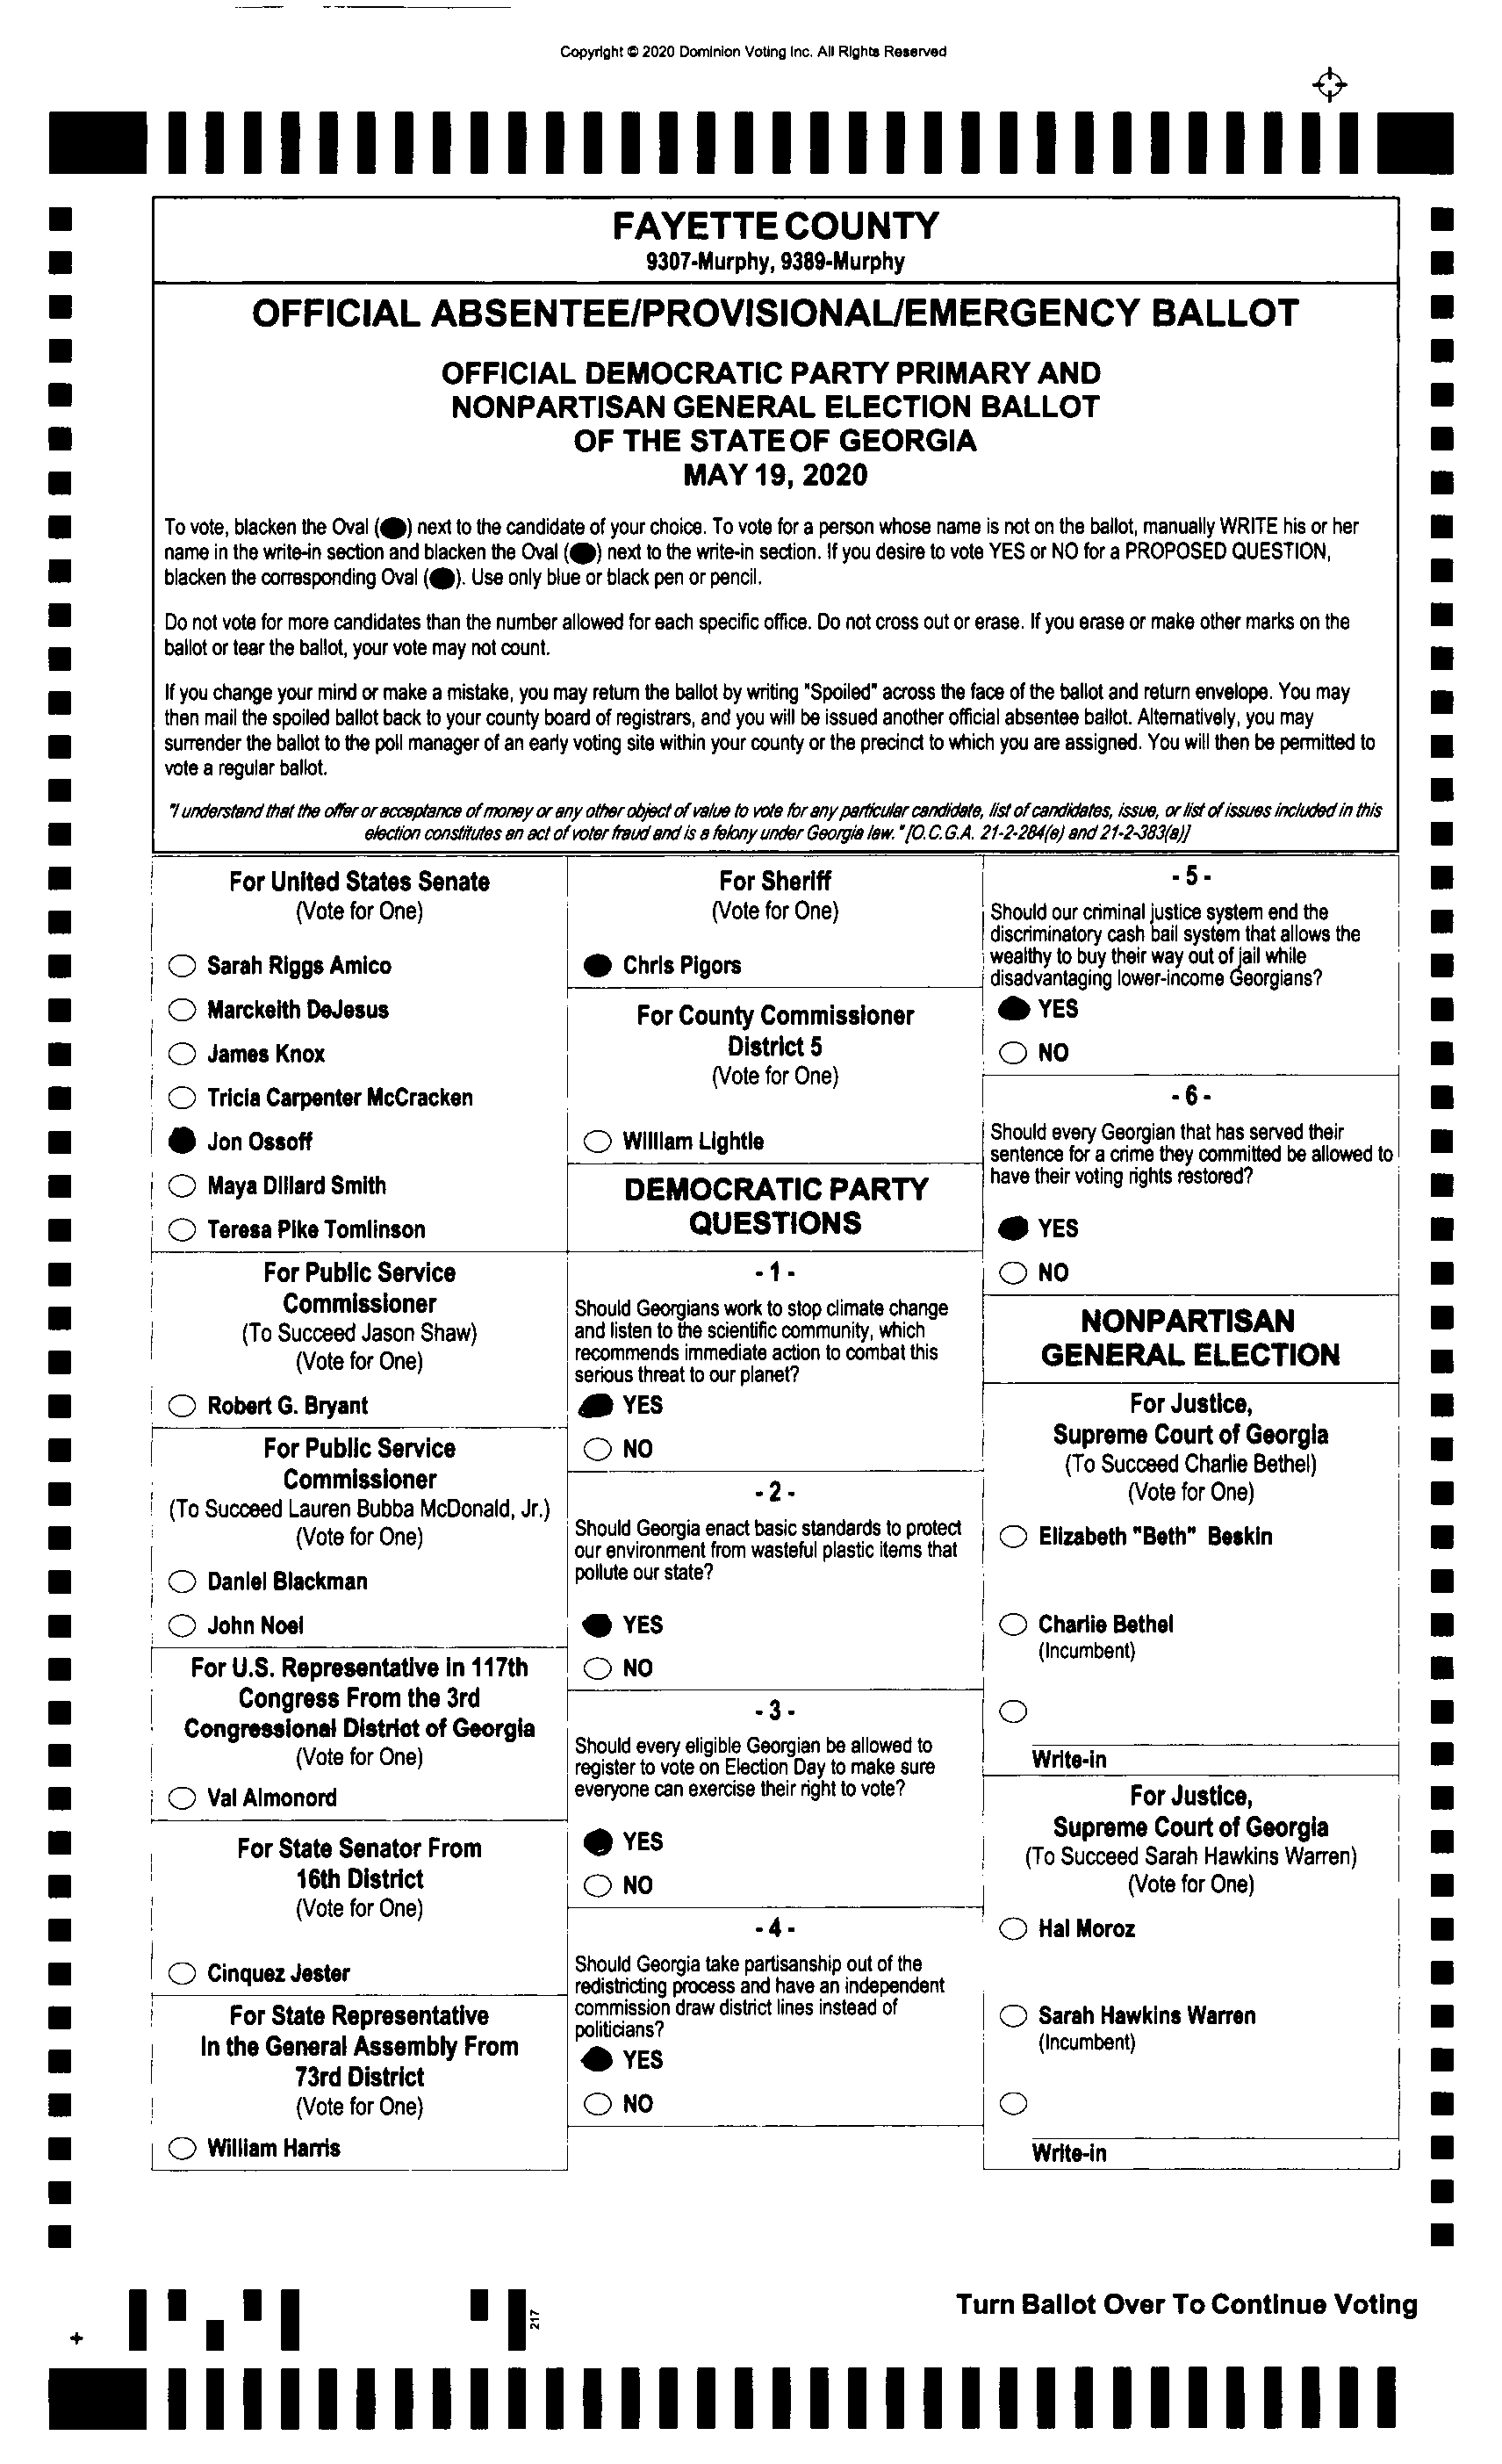 Copyright © 2020 Dominion Voting Inc. All Rights Reserved
FAYETTE COUNTY
9307-Murphy, 9389-Murphy
OFFICIAL ABSENTEE/PROVISIONAL/EMERGENCY BALLOT
OFFICIAL DEMOCRATIC PARTY PRIMARY AND
NONPARTISAN GENERAL ELECTION BALLOT
OF THE STATE OF GEORGIA
MAY 19, 2020
To vote, blacken the Oval ( ) next to the candidate of your choice. To vote for a person whose name is not on the ballot, manually WRITE his or her
name in the write-in section and blacken the Oval ( ) next to the write-in section. If you desire to vote YES or NO for a PROPOSED QUESTION,
blacken the corresponding Oval ( ). Use only blue or black pen or pencil.
Do not vote for more candidates than the number allowed for each specific office. Do not cross out or erase. If you erase or make other marks on the
ballot or tear the ballot, your vote may not count.
If you change your mind or make a mistake, you may return the ballot by writing "Spoiled" across the face of the ballot and return envelope. You may
then mail the spoiled ballot back to your county board of registrars, and you will be issued another official absentee ballot. Alternatively, you may
surrender the ballot to the poll manager of an early voting site within your county or the precinct to which you are assigned. You will then be permitted to
vote a regular ballot.
"I understand that the offer or acceptance of money or any other object of value to vote for any particular candidate, list of candidates, issue, or list of issues included in this
election constitutes an act of voter fraud and is a felony under Georgia law. "[O.C.G.A. 21-2-284(e) and 21-2-383(a)]
For United States Senate
(Vote for One)
Sarah Riggs Amico
Marckeith DeJesus
James Knox
Tricia Carpenter McCracken
Jon Ossoff
Maya Dillard Smith
Teresa Pike Tomlinson
For Public Service
Commissioner
(To Succeed Jason Shaw)
(Vote for One)
Robert G. Bryant
For Public Service
Commissioner
(To Succeed Lauren Bubba McDonald, Jr.)
(Vote for One)
Daniel Blackman
John Noel
For U.S. Representative in 117th
Congress From the 3rd
Congressional District of Georgia
(Vote for One)
Val Almonord
For State Senator From
16th District
(Vote for One)
Cinquez Jester
For State Representative
In the General Assembly From
73rd District
(Vote for One)
William Harris
For Sheriff
(Vote for One)
Chris Pigors
For County Commissioner
District 5
(Vote for One)
William Lightle
DEMOCRATIC PARTY
QUESTIONS
- 1 -
Should Georgians work to stop climate change
and listen to the scientific community, which
recommends immediate action to combat this
serious threat to our planet?
YES
NO
- 2 -
Should Georgia enact basic standards to protect
our environment from wasteful plastic items that
pollute our state?
YES
NO
- 3 -
Should every eligible Georgian be allowed to
register to vote on Election Day to make sure
everyone can exercise their right to vote?
YES
NO
- 4 -
Should Georgia take partisanship out of the
redistricting process and have an independent
commission draw district lines instead of
politicians?
YES
NO
- 5 -
Should our criminal justice system end the
discriminatory cash bail system that allows the
wealthy to buy their way out of jail while
disadvantaging lower-income Georgians?
YES
NO
- 6 -
Should every Georgian that has served their
sentence for a crime they committed be allowed to
have their voting rights restored?
YES
NO
NONPARTISAN
GENERAL ELECTION
For Justice,
Supreme Court of Georgia
(To Succeed Charlie Bethel)
(Vote for One)
Elizabeth "Beth" Beskin
Charlie Bethel
(Incumbent)
Write-in
For Justice,
Supreme Court of Georgia
(To Succeed Sarah Hawkins Warren)
(Vote for One)
Hal Moroz
Sarah Hawkins Warren
(Incumbent)
Write-in
Turn Ballot Over To Continue Voting
217